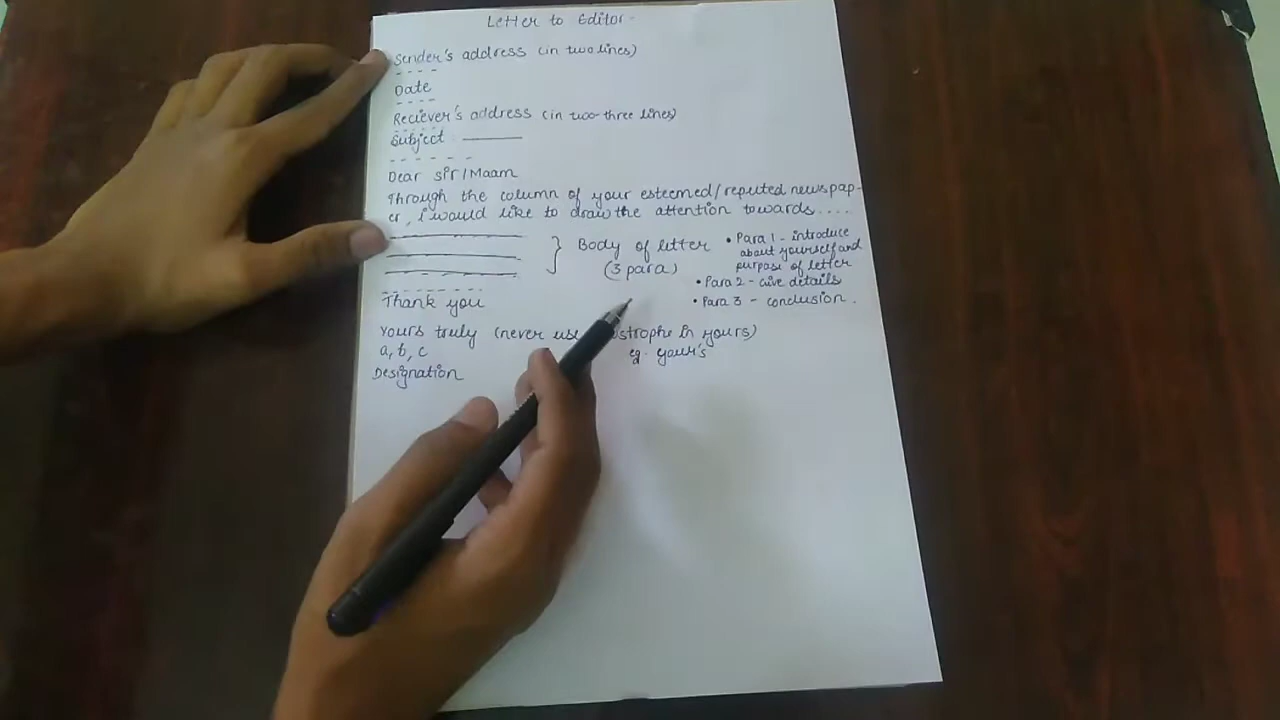 Letter to Editor-
Sender's address (in two lines)
Date
Reciever's address (in two-three lines)
Subject
Dear Sir/Maam
Through the column of your esteemed/reputed newspap-
er, I would like to draw the attention towards....
Body of letter
(3 para)
• Para 1 - introduce
about yourself and
purpose of letter
• Para 2 - Give details
• Para 3 - conclusion.
Thank you
Yours truly (never use in yours)
eg. your's
a, b, c
Designation